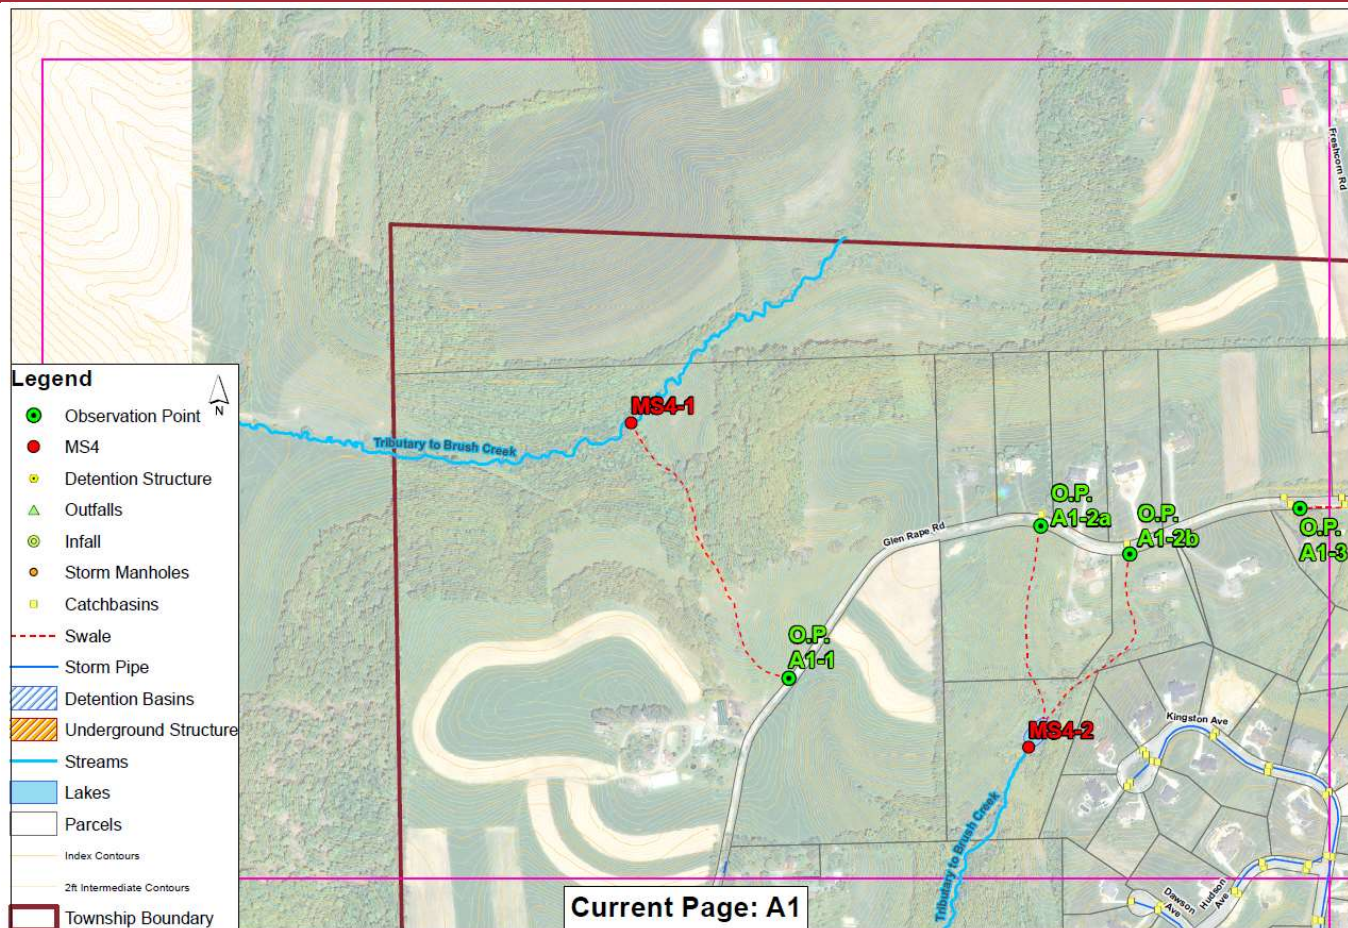 Freshcorn Rd
Legend
N
Observation Point
MS4
Detention Structure
Outfalls
Infall
Storm Manholes
Catchbasins
Swale
Storm Pipe
Detention Basins
Underground Structure
Streams
Lakes
Parcels
Index Contours
2ft Intermediate Contours
Township Boundary
MS4-1
Tributary to Brush Creek
O.P.
A1-2a
O.P.
A1-2b
O.P.
A1-3
Glen Rape Rd
O.P.
A1-1
MS4-2
Kingston Ave
Tributary to Brush Creek
Dawson
Ave
Hudson
Ave
Current Page: A1